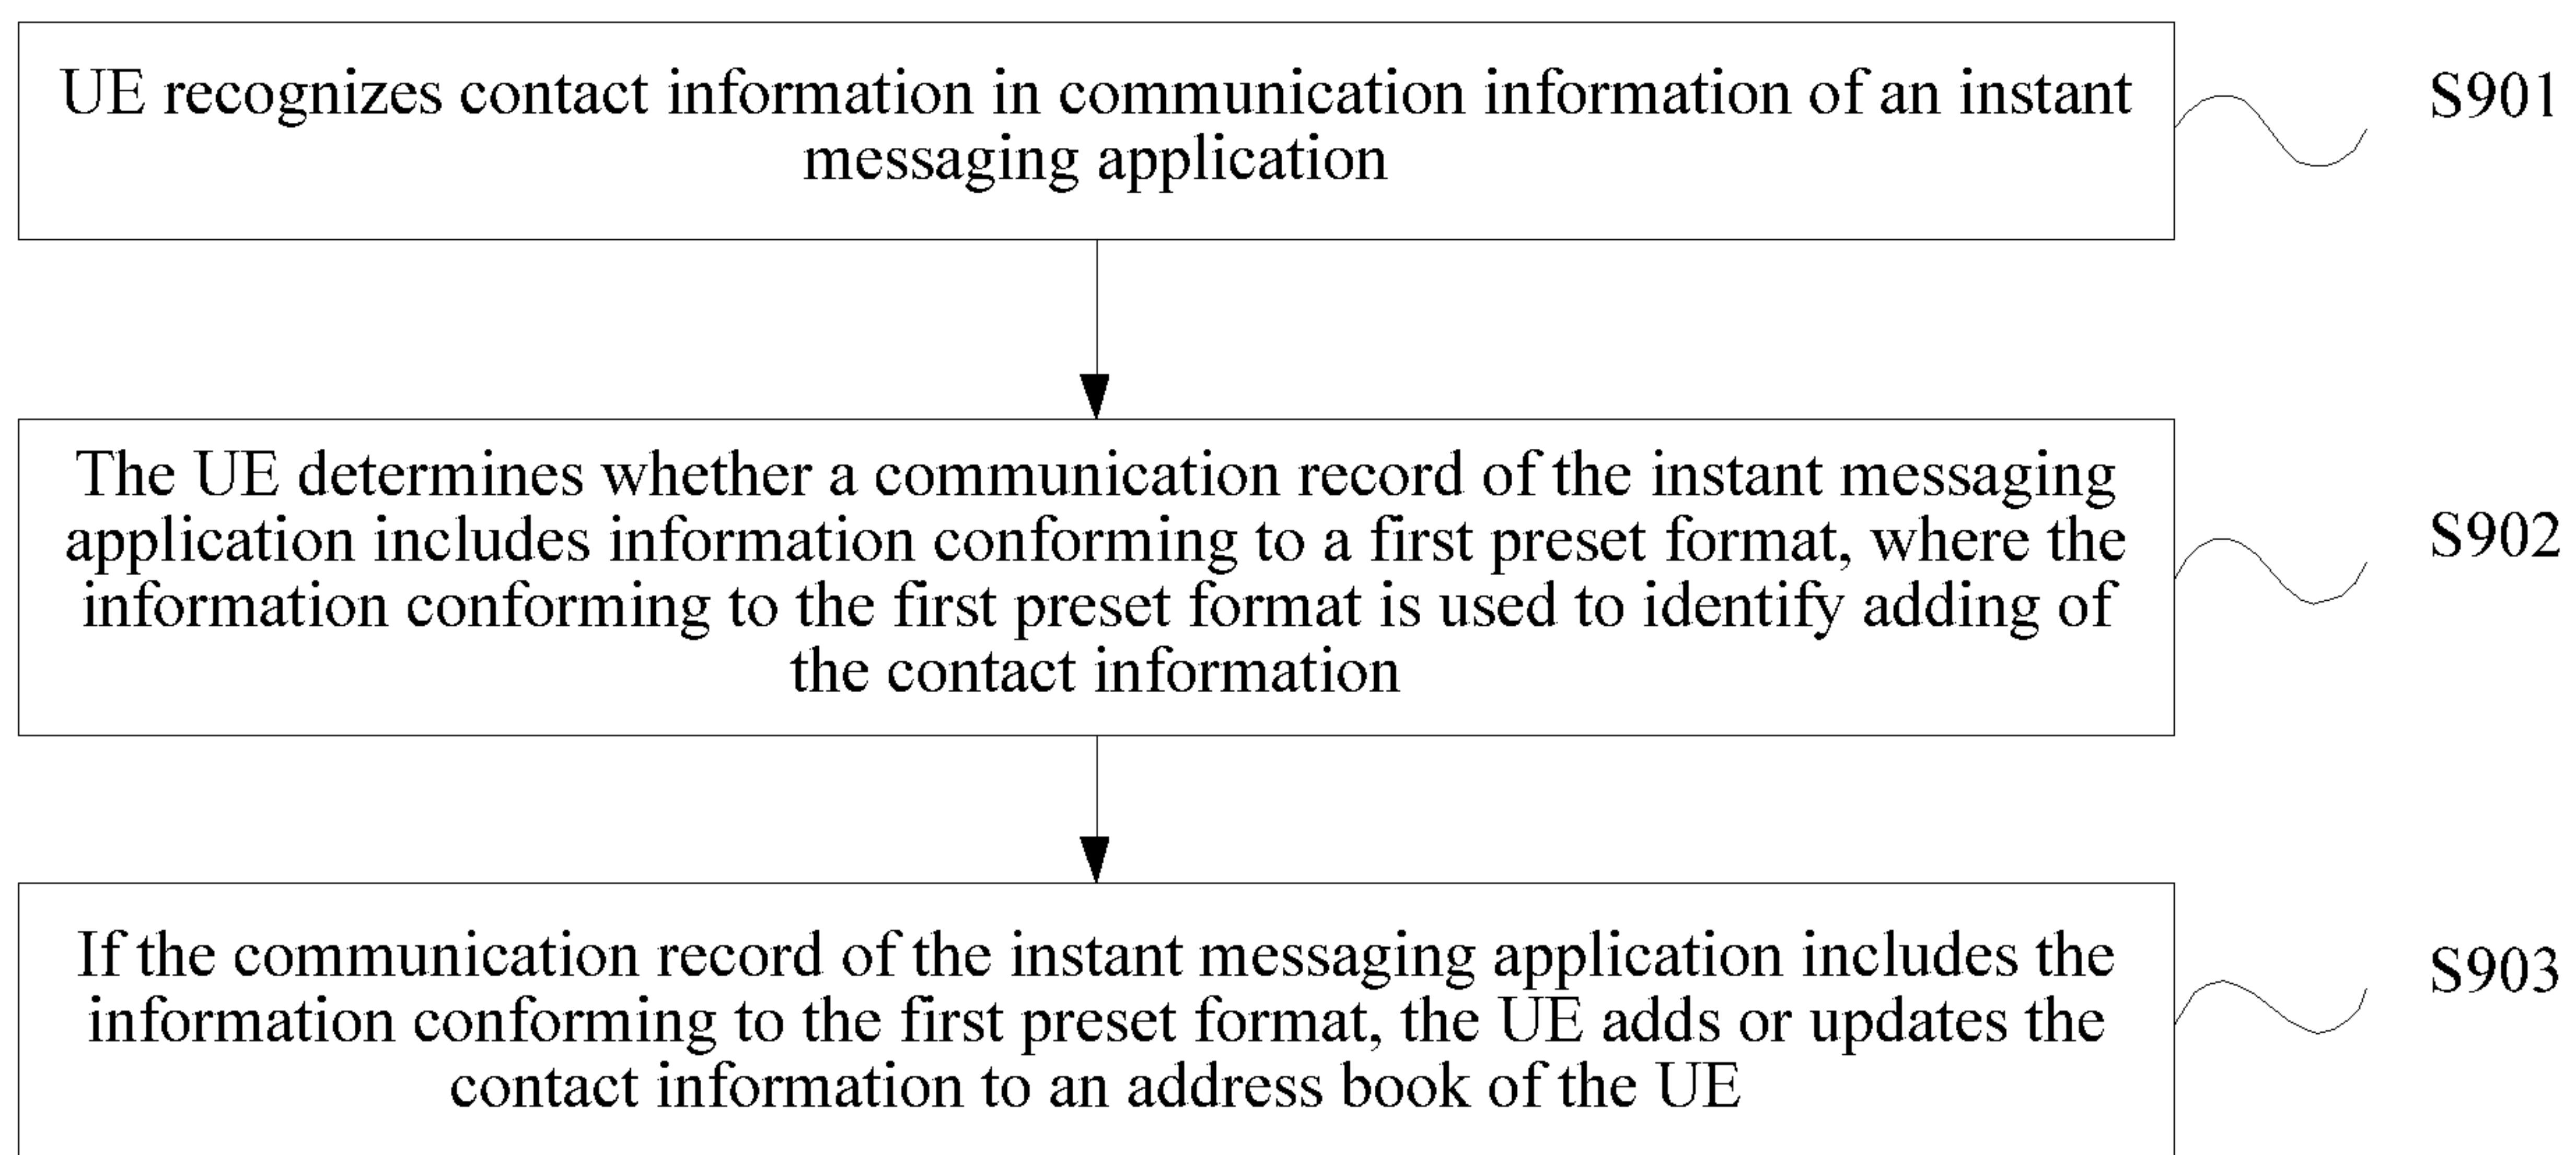 UE recognizes contact information in communication information of an instant
messaging application
S901
The UE determines whether a communication record of the instant messaging
application includes information conforming to a first preset format, where the
information conforming to the first preset format is used to identify adding of
the contact information
S902
If the communication record of the instant messaging application includes the
information conforming to the first preset format, the UE adds or updates the
contact information to an address book of the UE
S903